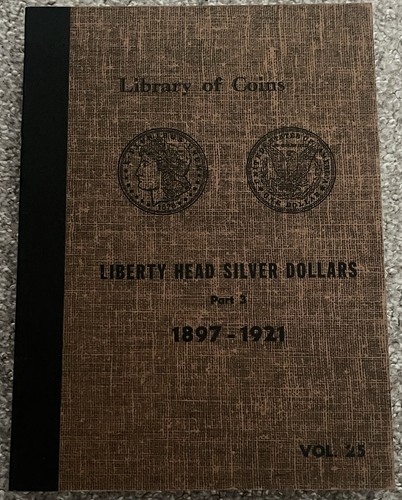 Library of Coins
LIBERTY HEAD SILVER DOLLARS
Part 3
1897-1921
VOL. 25